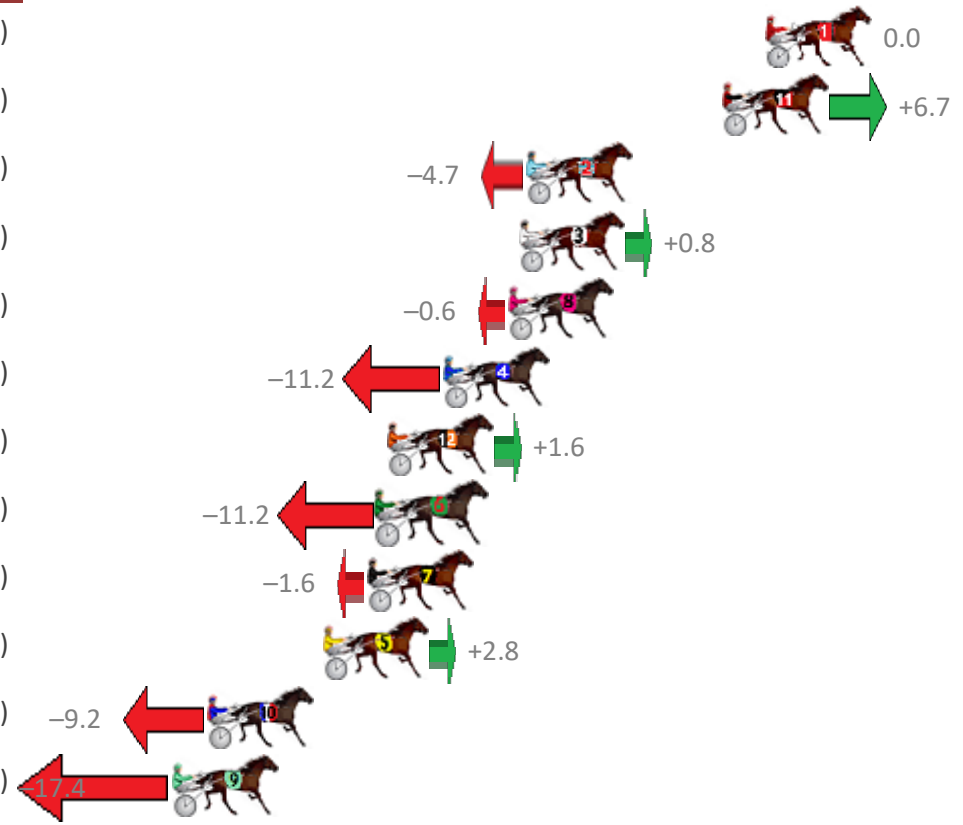 ) 1 0.0
) 11 +6.7
) –4.7 2
) 3 +0.8
) –0.6 8
) –11.2 4
) 12 +1.6
) –11.2 6
) –1.6 7
) 5 +2.8
) –9.2 10
) –17.4 9